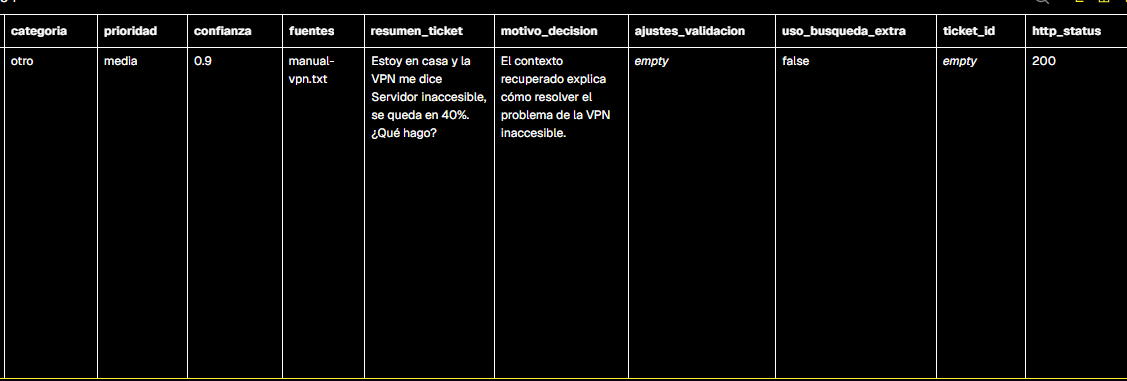 categoria prioridad confianza fuentes resumen_ticket motivo_decision ajustes_validacion uso_busqueda_extra ticket_id http_status
otro media 0.9 manual-vpn.txt Estoy en casa y la VPN me dice Servidor inaccesible, se queda en 40%. ¿Qué hago? El contexto recuperado explica cómo resolver el problema de la VPN inaccesible. empty false empty 200